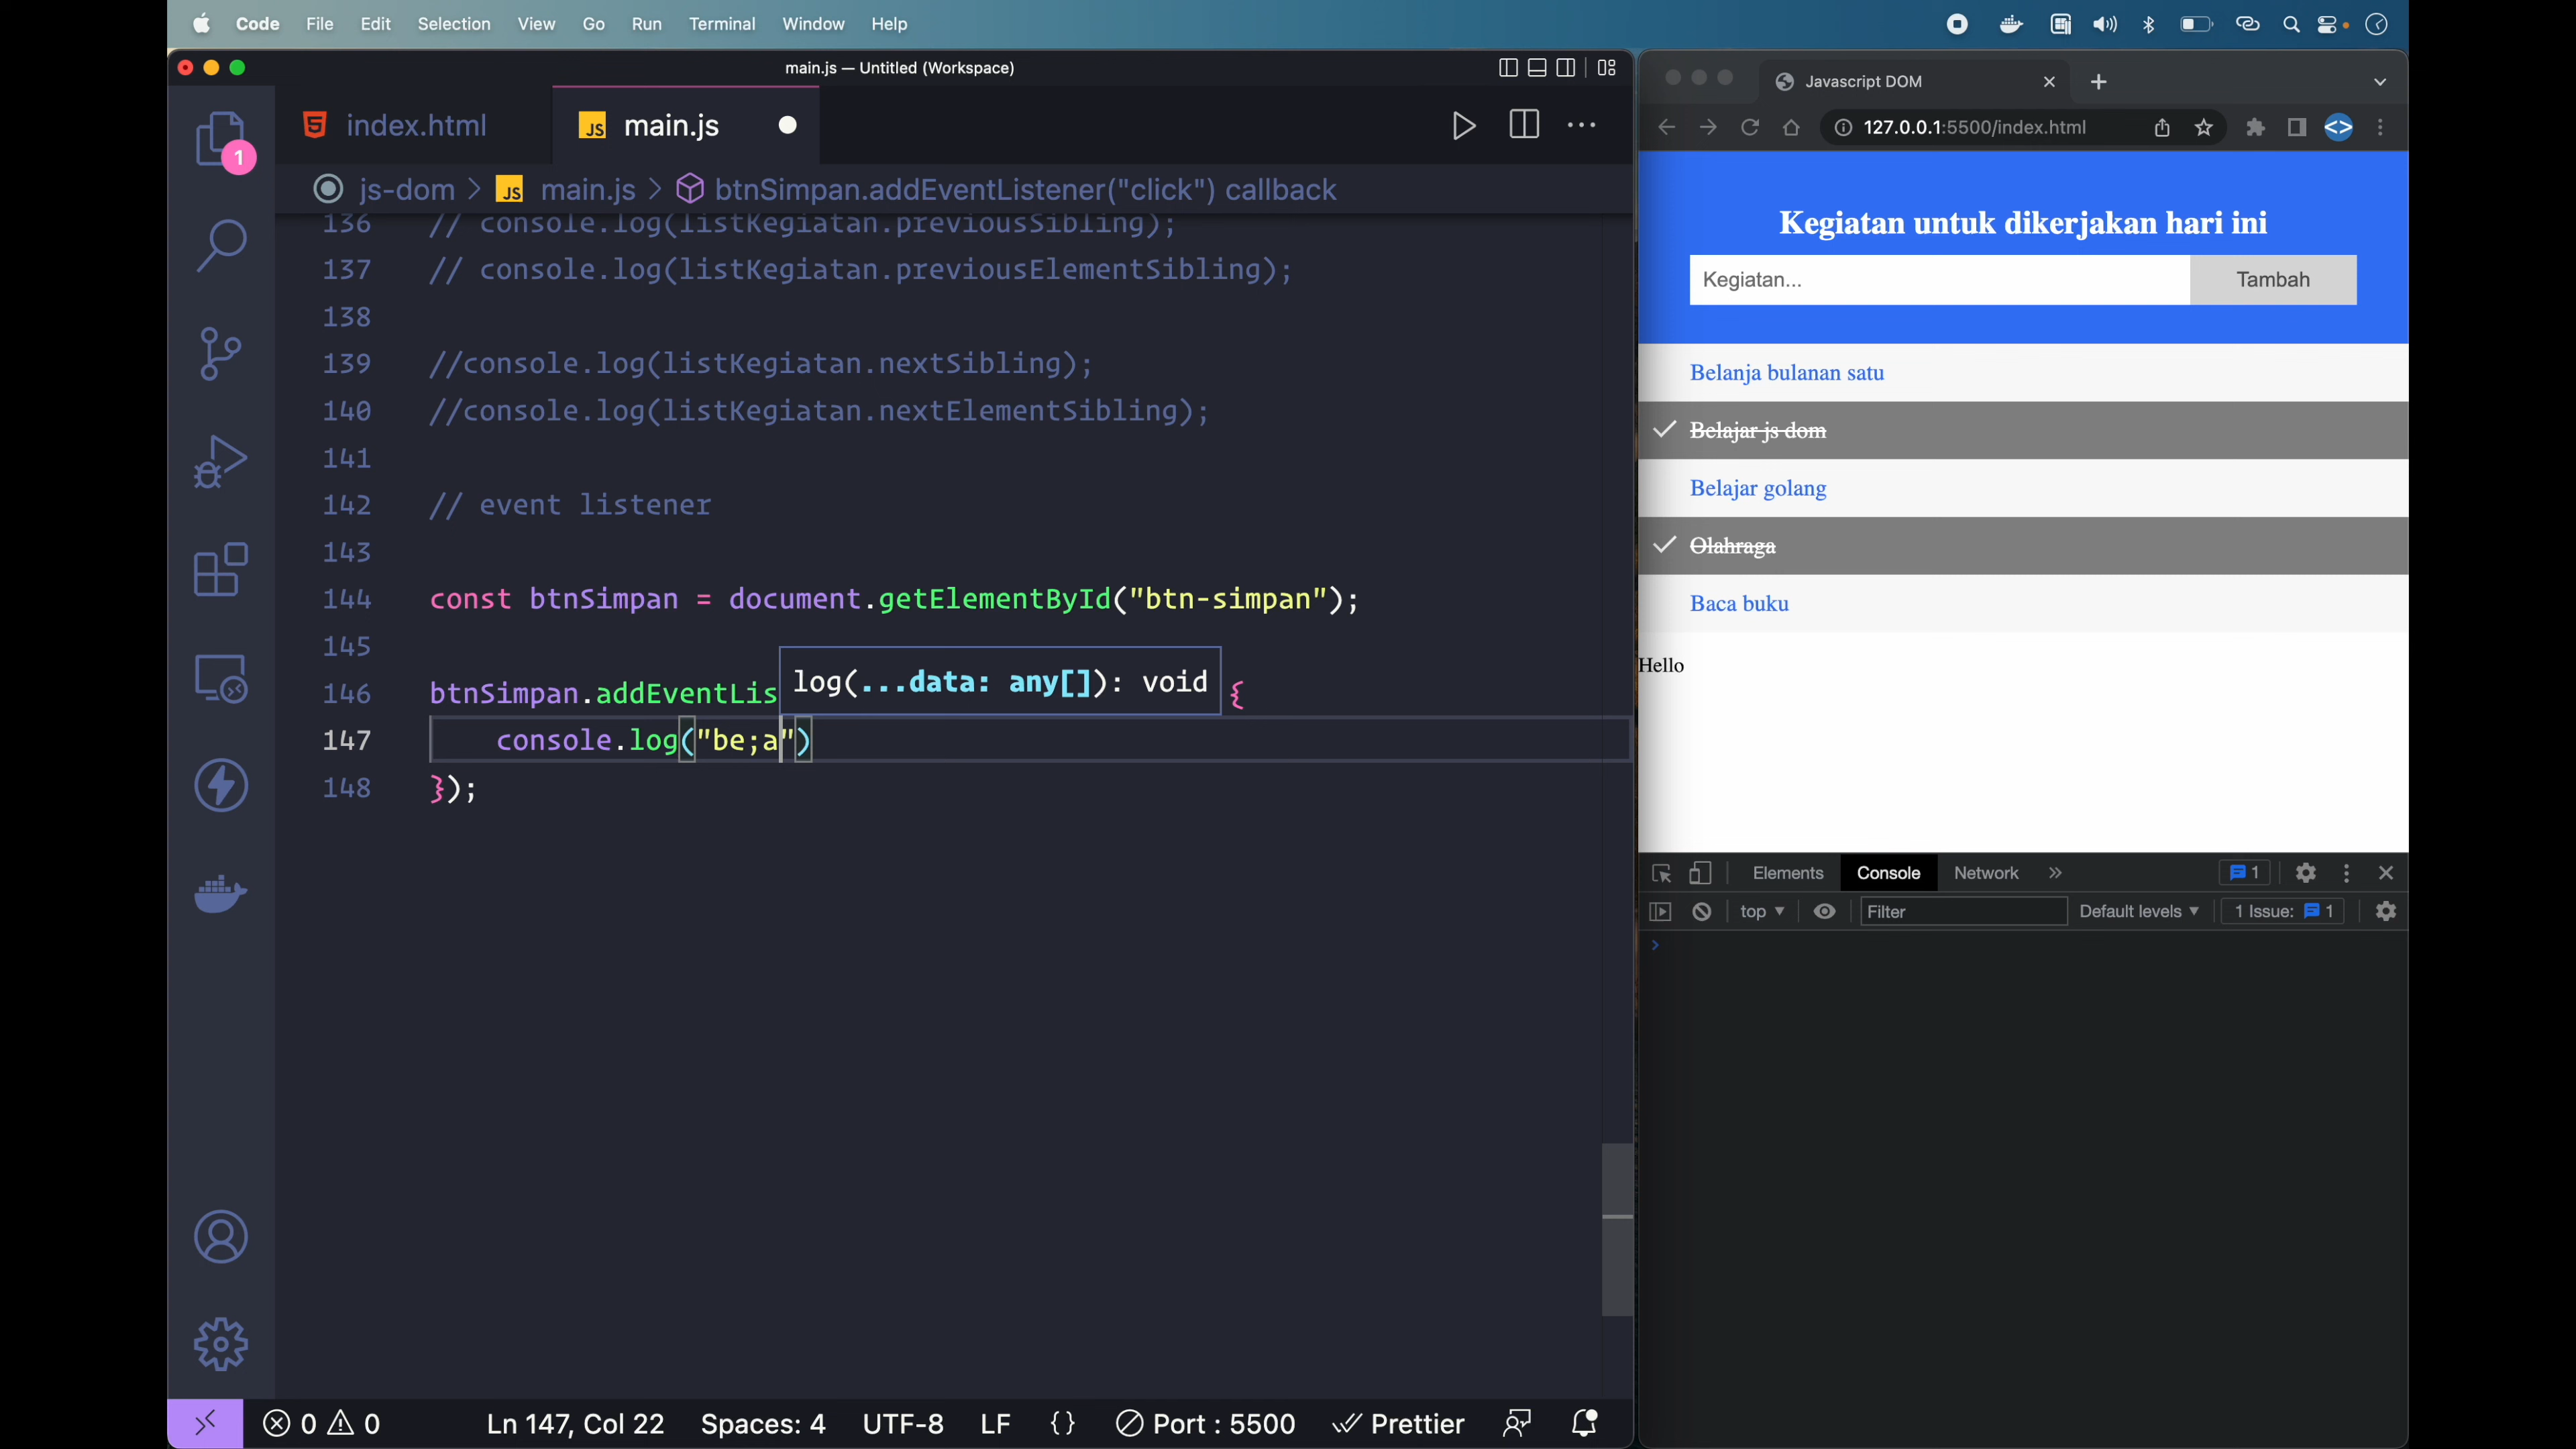 Code File Edit Selection View Go Run Terminal Window Help
main.js — Untitled (Workspace)
index.html
JS main.js
1
js-dom > JS main.js > btnSimpan.addEventListener("click") callback
136 // console.log(listKegiatan.previousSibling);
137 // console.log(listKegiatan.previousElementSibling);
138
139 //console.log(listKegiatan.nextSibling);
140 //console.log(listKegiatan.nextElementSibling);
141
142 // event listener
143
144 const btnSimpan = document.getElementById("btn-simpan");
145
log(...data: any[]): void
146 btnSimpan.addEventLis {
147 console.log("be;a")
148 });
0 0 Ln 147, Col 22 Spaces: 4 UTF-8 LF {} Port : 5500 Prettier
Javascript DOM
127.0.0.1:5500/index.html
Kegiatan untuk dikerjakan hari ini
Kegiatan... Tambah
Belanja bulanan satu
Belajar js dom
Belajar golang
Olahraga
Baca buku
Hello
Elements Console Network » 1
top Filter Default levels 1 Issue: 1